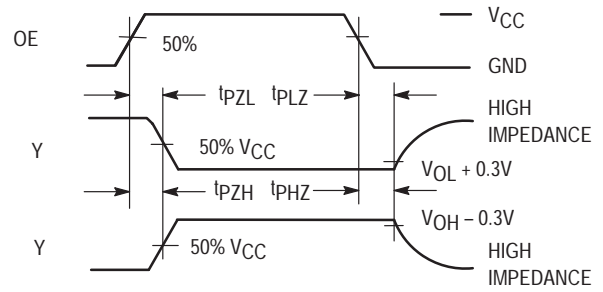 VCC
OE
50%
GND
tPZL
tPLZ
HIGH
IMPEDANCE
Y
50% VCC
VOL + 0.3V
tPZH
tPHZ
VOH – 0.3V
Y
50% VCC
HIGH
IMPEDANCE